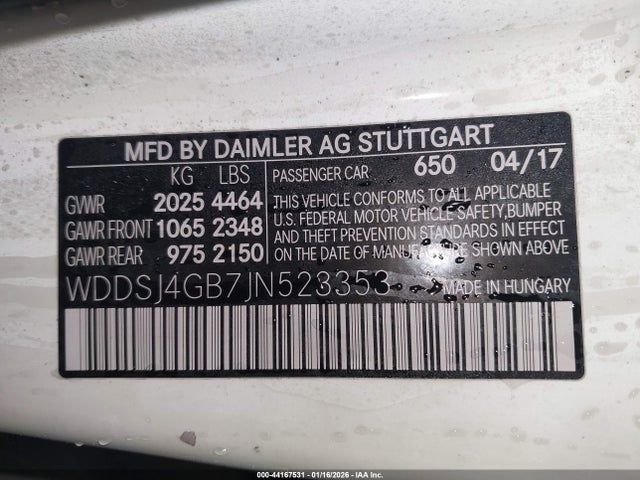 MFD BY DAIMLER AG STUTTGART
KG LBS
GVWR 2025 4464
GAWR FRONT 1065 2348
GAWR REAR 975 2150
PASSENGER CAR 650 04/17
THIS VEHICLE CONFORMS TO ALL APPLICABLE
U.S. FEDERAL MOTOR VEHICLE SAFETY, BUMPER
AND THEFT PREVENTION STANDARDS IN EFFECT
ON THE DATE OF MANUFACTURE SHOWN ABOVE
WDDSJ4GB7JN523353 MADE IN HUNGARY
000-44167531 - 01/16/2026 - IAA Inc.